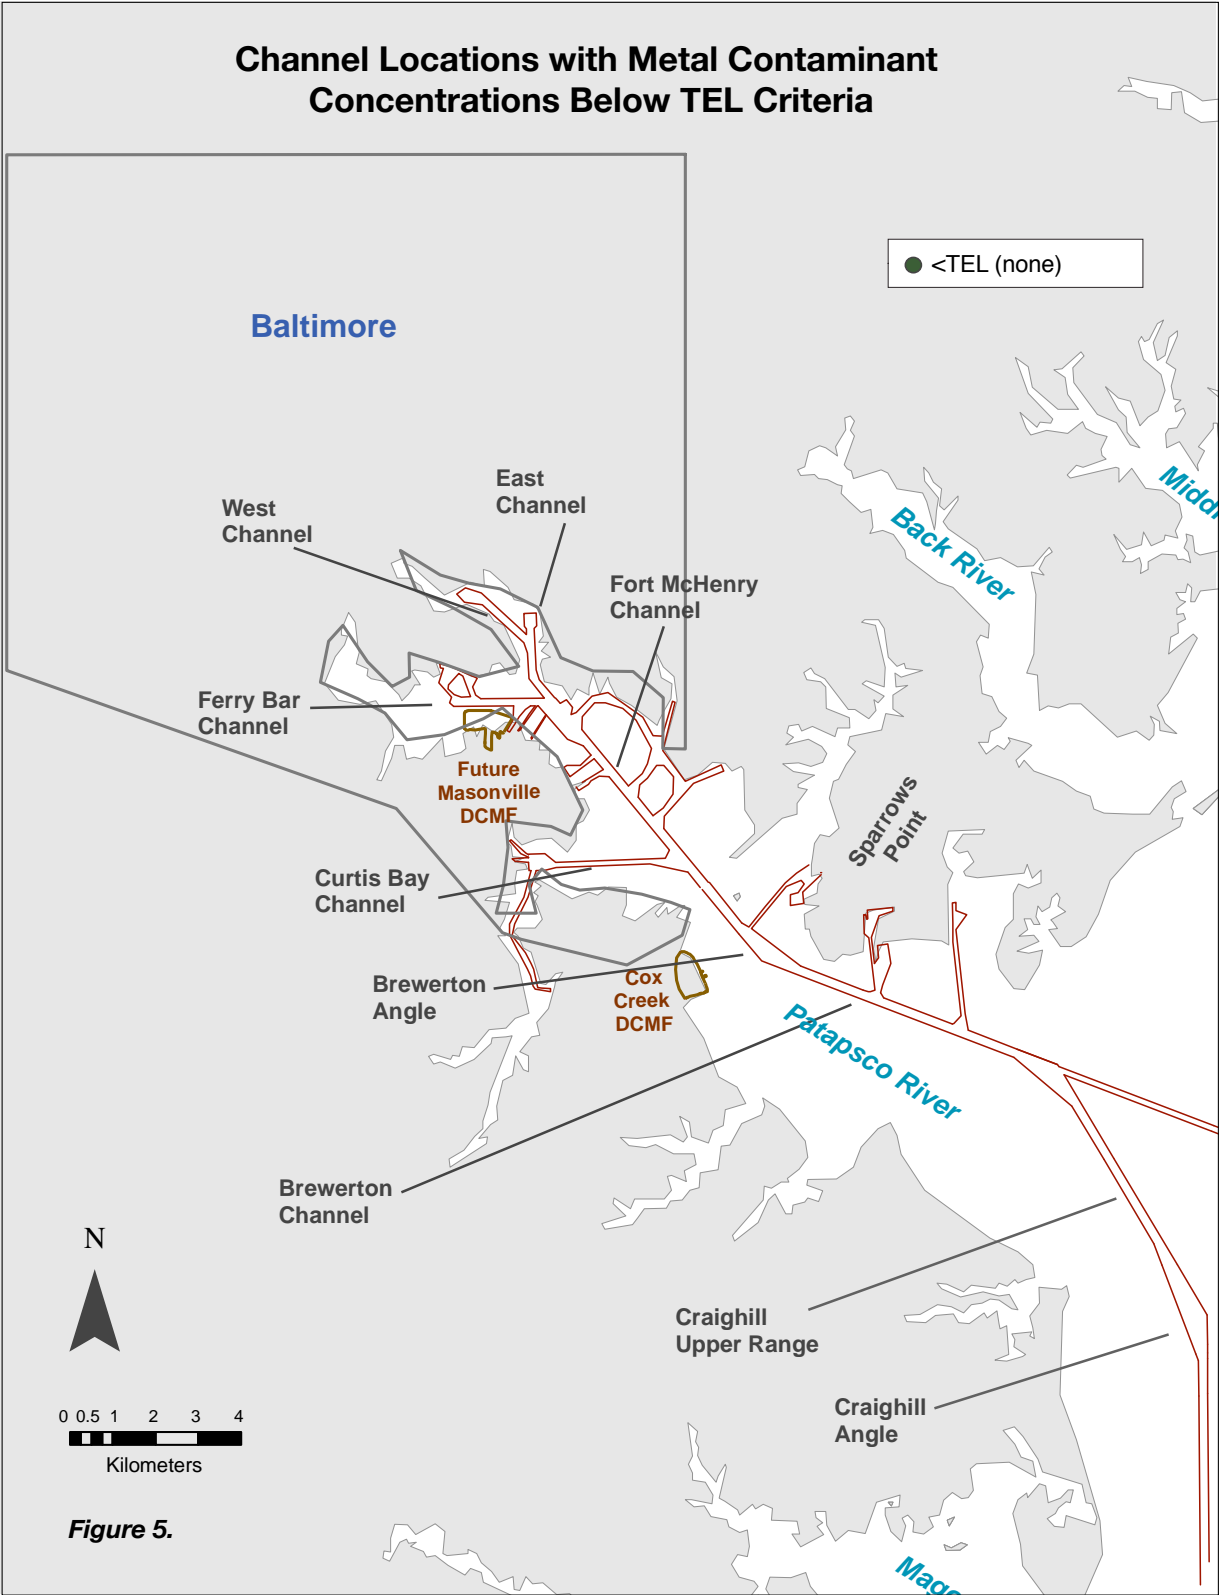 Channel Locations with Metal Contaminant
Concentrations Below TEL Criteria
<TEL (none)
Baltimore
Middl
Back River
East
Channel
West
Channel
Fort McHenry
Channel
Ferry Bar
Channel
Future
Masonville
DCMF
Sparrows
Point
Curtis Bay
Channel
Brewerton
Angle
Cox
Creek
DCMF
Patapsco River
Brewerton
Channel
N
Craighill
Upper Range
Craighill
Angle
0 0.5 1 2 3 4
Kilometers
Figure 5.
Mago